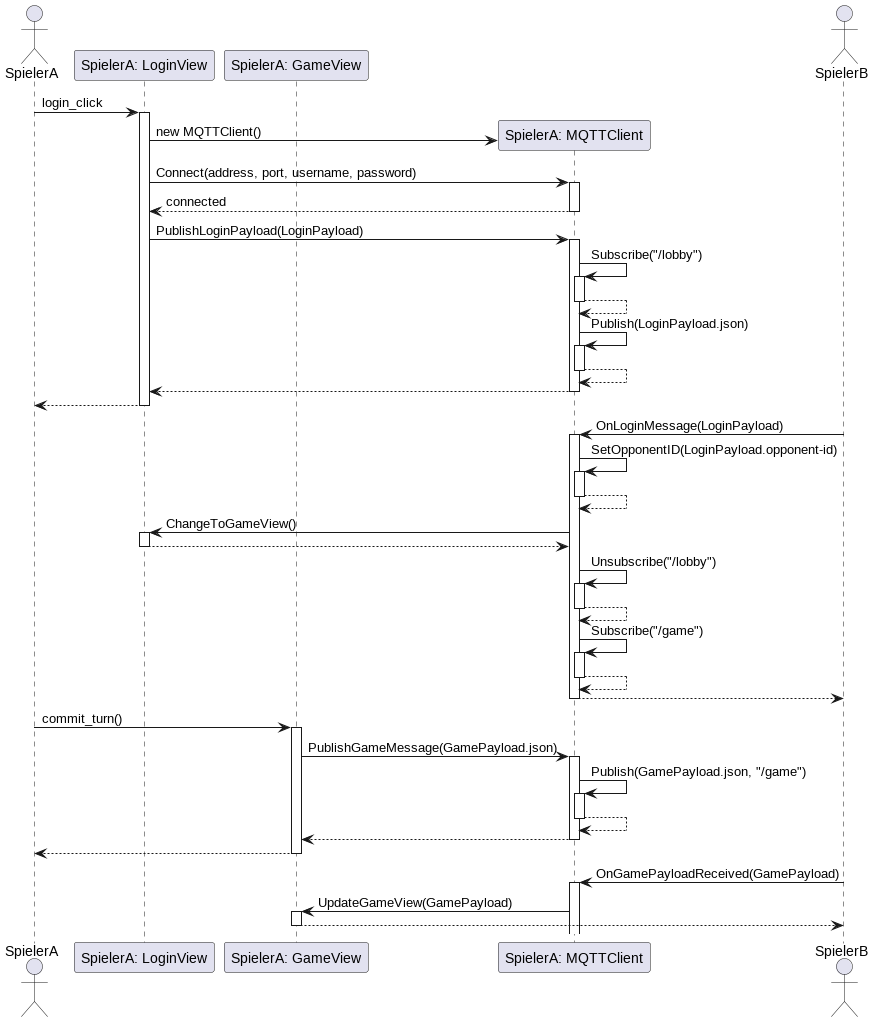 SpielerA
SpielerA: LoginView
SpielerA: GameView
SpielerB
login_click
new MQTTClient()
SpielerA: MQTTClient
Connect(address, port, username, password)
connected
PublishLoginPayload(LoginPayload)
Subscribe("/lobby")
Publish(LoginPayload.json)
OnLoginMessage(LoginPayload)
SetOpponentID(LoginPayload.opponent-id)
ChangeToGameView()
Unsubscribe("/lobby")
Subscribe("/game")
commit_turn()
PublishGameMessage(GamePayload.json)
Publish(GamePayload.json, "/game")
OnGamePayloadReceived(GamePayload)
UpdateGameView(GamePayload)
SpielerA
SpielerA: LoginView
SpielerA: GameView
SpielerA: MQTTClient
SpielerB